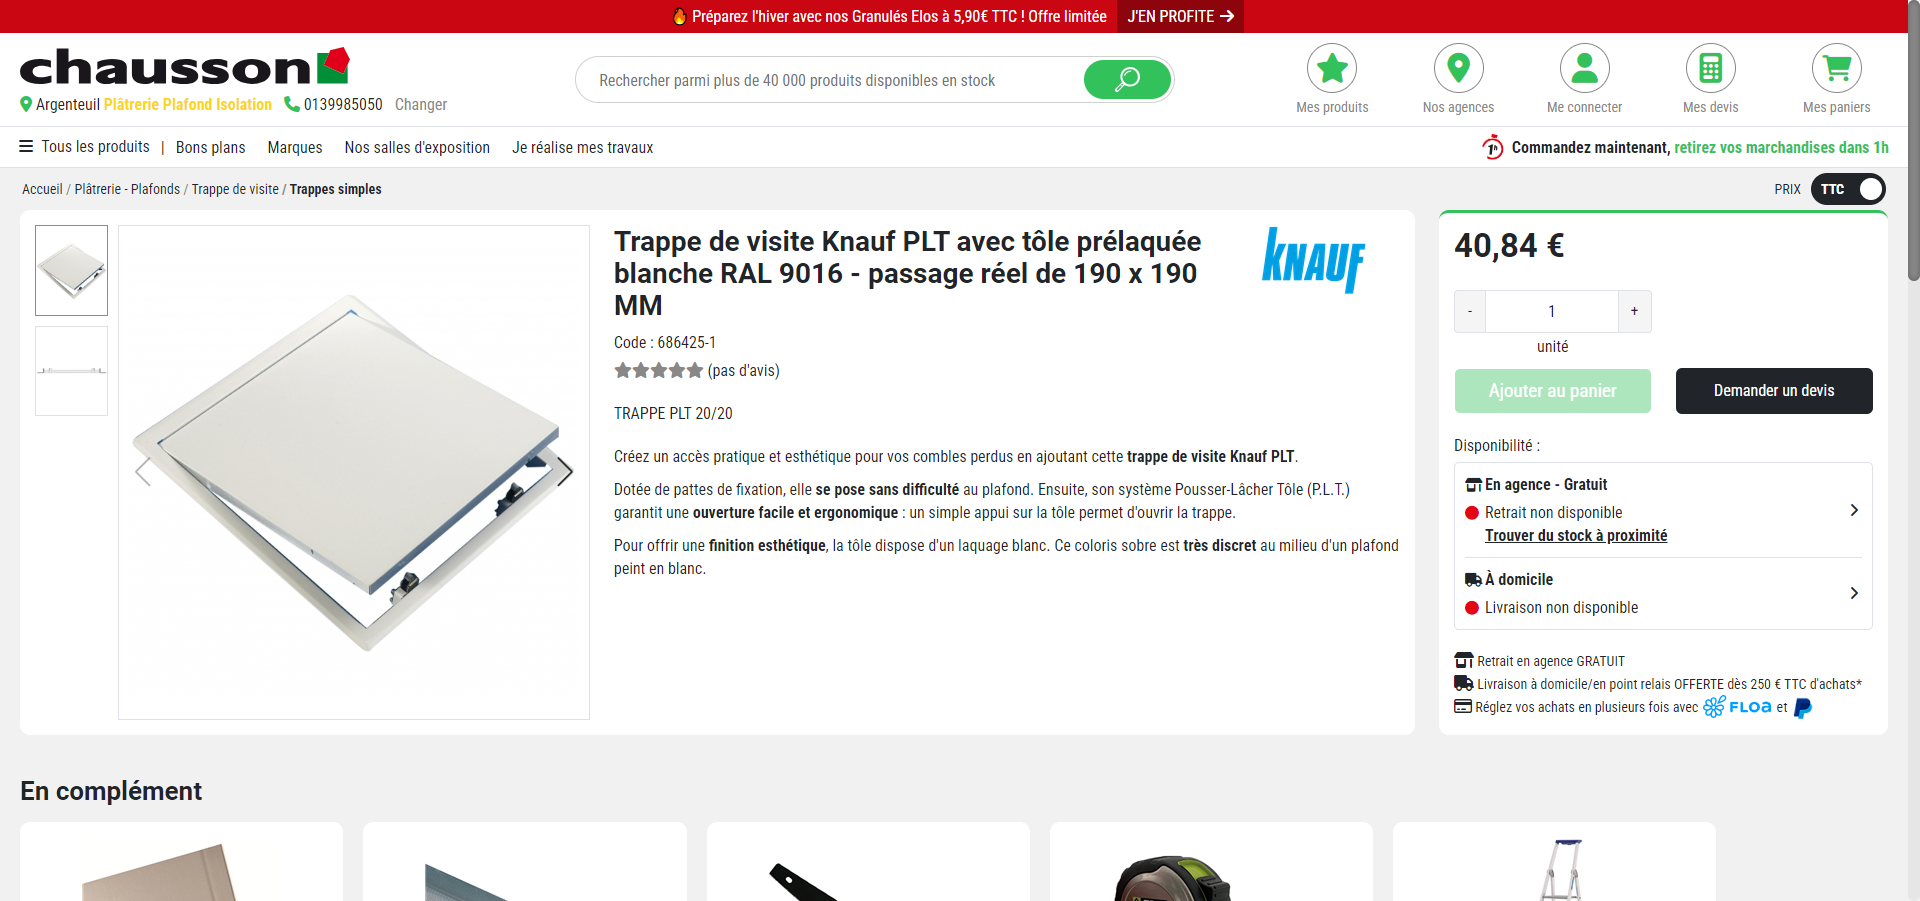 🔥 Préparez l'hiver avec nos Granulés Elos à 5,90€ TTC ! Offre limitée J'EN PROFITE →
chausson
Argenteuil Plâtrerie Plafond Isolation 0139985050 Changer
Rechercher parmi plus de 40 000 produits disponibles en stock
Mes produits
Nos agences
Me connecter
Mes devis
Mes paniers
Tous les produits | Bons plans Marques Nos salles d'exposition Je réalise mes travaux
1h Commandez maintenant, retirez vos marchandises dans 1h
Accueil / Plâtrerie - Plafonds / Trappe de visite / Trappes simples
PRIX TTC
Trappe de visite Knauf PLT avec tôle prélaquée
blanche RAL 9016 - passage réel de 190 x 190
MM
KNAUF
Code : 686425-1
(pas d'avis)
TRAPPE PLT 20/20
Créez un accès pratique et esthétique pour vos combles perdus en ajoutant cette trappe de visite Knauf PLT.
Dotée de pattes de fixation, elle se pose sans difficulté au plafond. Ensuite, son système Pousser-Lâcher Tôle (P.L.T.)
garantit une ouverture facile et ergonomique : un simple appui sur la tôle permet d'ouvrir la trappe.
Pour offrir une finition esthétique, la tôle dispose d'un laquage blanc. Ce coloris sobre est très discret au milieu d'un plafond
peint en blanc.
40,84 €
- 1 +
unité
Ajouter au panier
Demander un devis
Disponibilité :
En agence - Gratuit
Retrait non disponible
Trouver du stock à proximité
À domicile
Livraison non disponible
Retrait en agence GRATUIT
Livraison à domicile/en point relais OFFERTE dès 250 € TTC d'achats*
Réglez vos achats en plusieurs fois avec FLOA et
En complément